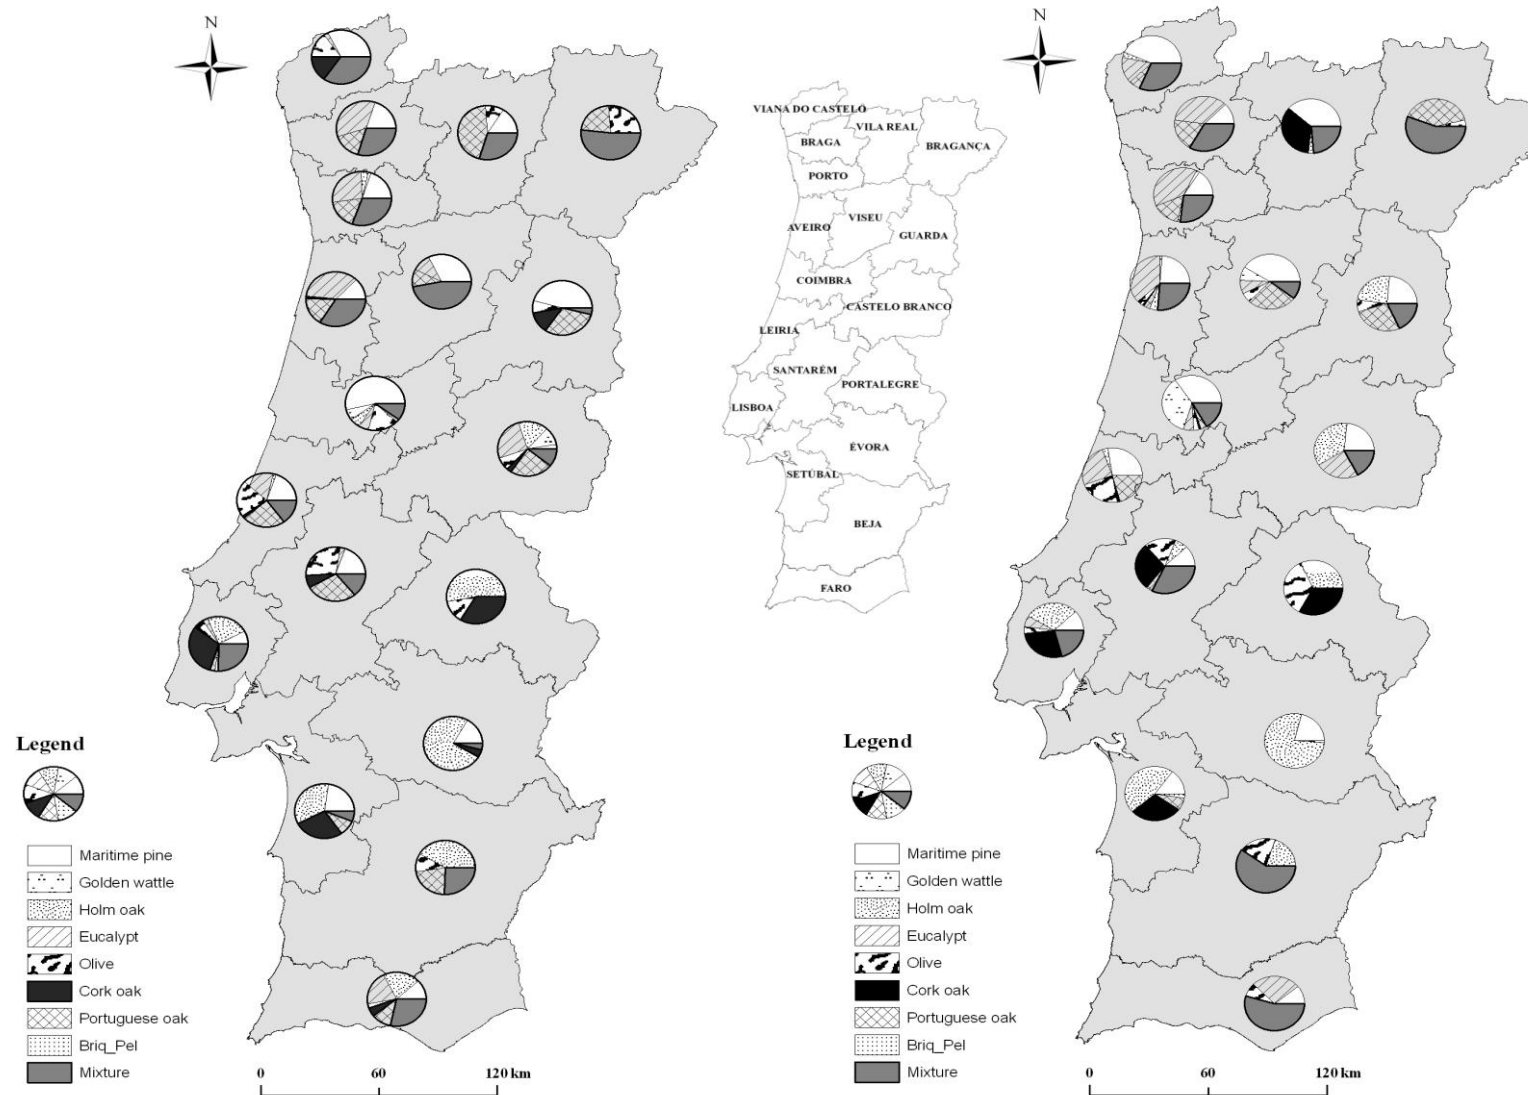 N
Legend
Maritime pine
Golden wattle
Holm oak
Eucalypt
Olive
Cork oak
Portuguese oak
Briq_Pel
Mixture
0 60 120 km
VIANA DO CASTELO
VILA REAL
BRAGA
BRAGANÇA
PORTO
VISEU
AVEIRO
GUARDA
COIMBRA
CASTELO BRANCO
LEIRIA
SANTARÉM
PORTALEGRE
LISBOA
ÉVORA
SETÚBAL
BEJA
FARO
N
Legend
Maritime pine
Golden wattle
Holm oak
Eucalypt
Olive
Cork oak
Portuguese oak
Briq_Pel
Mixture
0 60 120 km